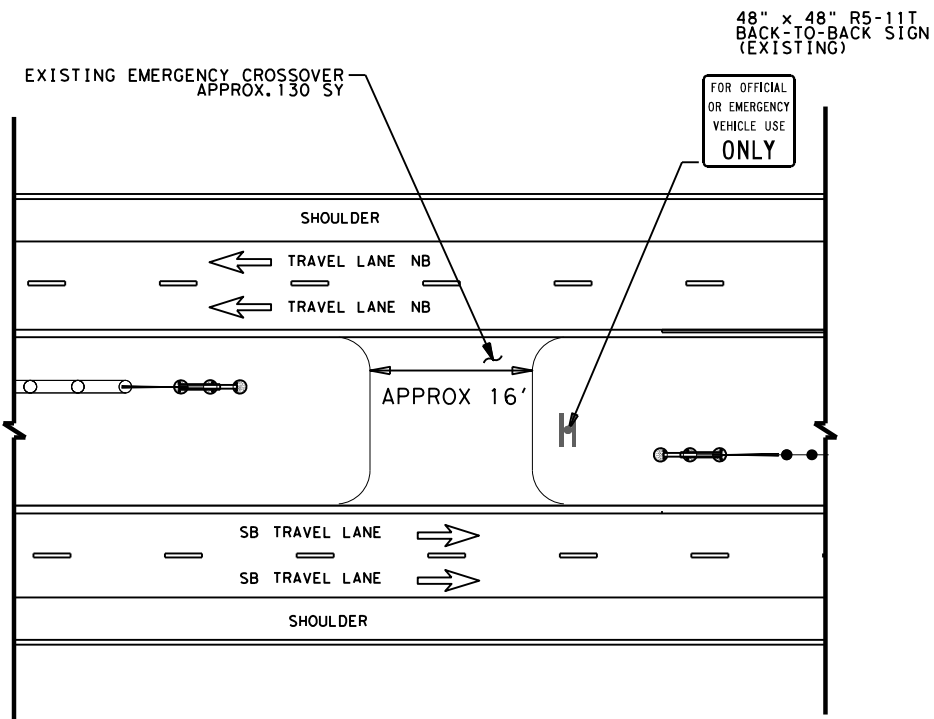 48" x 48" R5-11T
BACK-TO-BACK SIGN
(EXISTING)
EXISTING EMERGENCY CROSSOVER
APPROX. 130 SY
FOR OFFICIAL
OR EMERGENCY
VEHICLE USE
ONLY
SHOULDER
TRAVEL LANE NB
TRAVEL LANE NB
APPROX 16'
SB TRAVEL LANE
SB TRAVEL LANE
SHOULDER